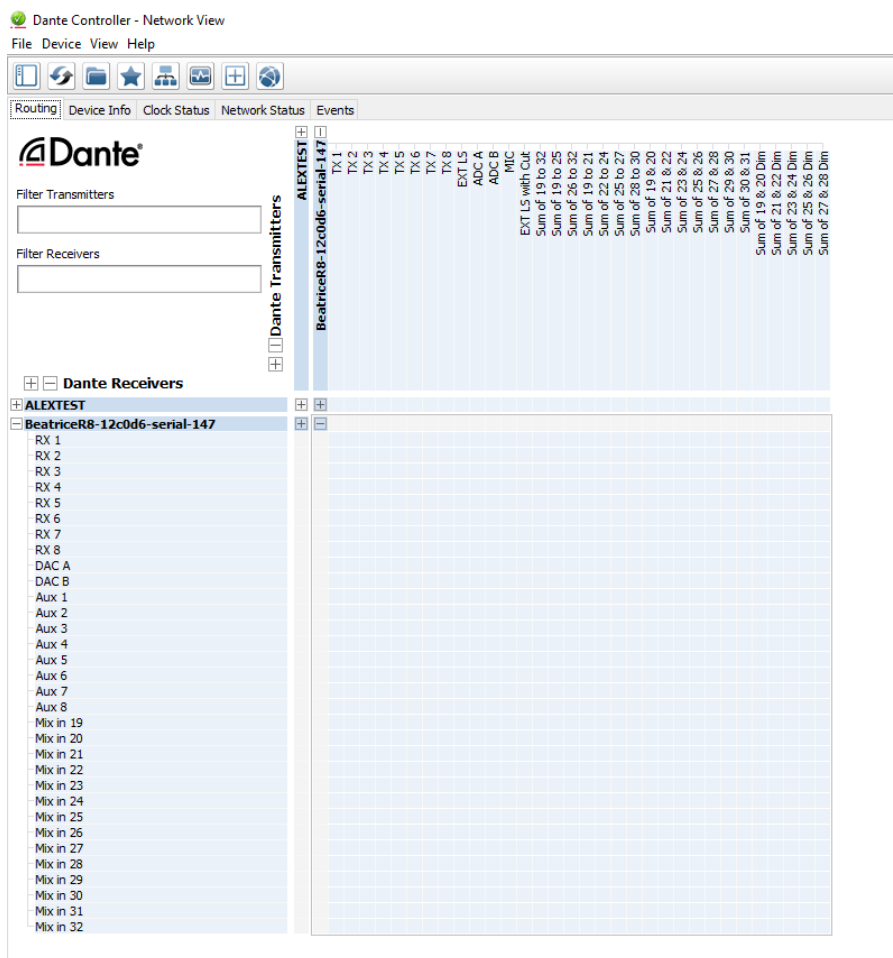 Dante Controller - Network View
File Device View Help
Routing Device Info Clock Status Network Status Events
Dante®
Filter Transmitters
Filter Receivers
Dante Transmitters
ALEXTEST
BeatriceR8-12c0d6-serial-147
TX 1
TX 2
TX 3
TX 4
TX 5
TX 6
TX 7
TX 8
EXT LS
ADC A
ADC B
MIC
EXT LS with Cut
Sum of 19 to 32
Sum of 19 to 25
Sum of 26 to 32
Sum of 19 to 21
Sum of 22 to 24
Sum of 25 to 27
Sum of 28 to 30
Sum of 19 & 20
Sum of 21 & 22
Sum of 23 & 24
Sum of 25 & 26
Sum of 27 & 28
Sum of 29 & 30
Sum of 30 & 31
Sum of 19 & 20 Dim
Sum of 21 & 22 Dim
Sum of 23 & 24 Dim
Sum of 25 & 26 Dim
Sum of 27 & 28 Dim
Dante Receivers
ALEXTEST
BeatriceR8-12c0d6-serial-147
RX 1
RX 2
RX 3
RX 4
RX 5
RX 6
RX 7
RX 8
DAC A
DAC B
Aux 1
Aux 2
Aux 3
Aux 4
Aux 5
Aux 6
Aux 7
Aux 8
Mix in 19
Mix in 20
Mix in 21
Mix in 22
Mix in 23
Mix in 24
Mix in 25
Mix in 26
Mix in 27
Mix in 28
Mix in 29
Mix in 30
Mix in 31
Mix in 32